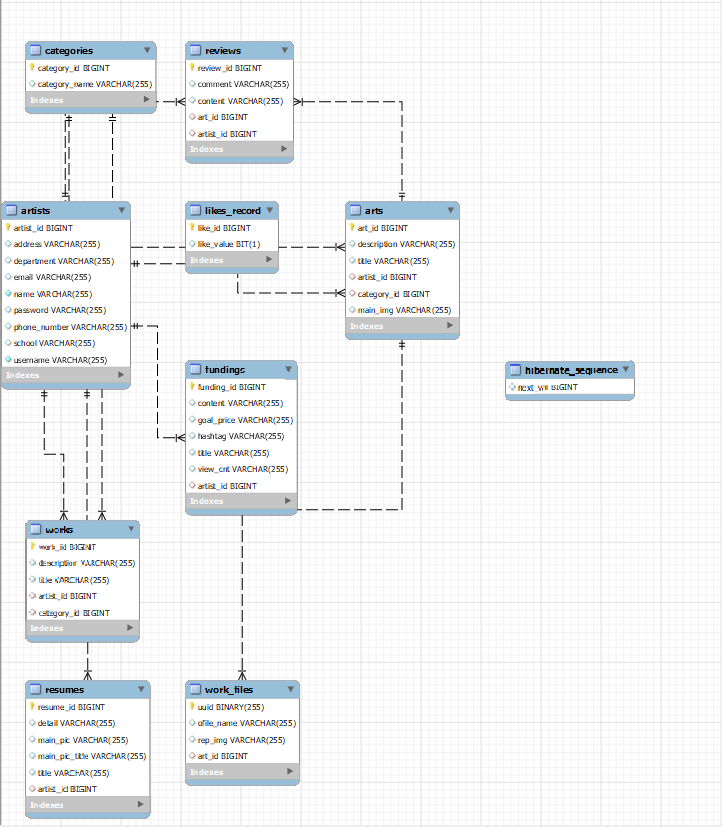 categories
category_id BIGINT
category_name VARCHAR(255)
Indexes
reviews
review_id BIGINT
comment VARCHAR(255)
content VARCHAR(255)
art_id BIGINT
artist_id BIGINT
Indexes
artists
artist_id BIGINT
address VARCHAR(255)
department VARCHAR(255)
email VARCHAR(255)
name VARCHAR(255)
password VARCHAR(255)
phone_number VARCHAR(255)
school VARCHAR(255)
username VARCHAR(255)
Indexes
likes_record
like_id BIGINT
like_value BIT(1)
Indexes
arts
art_id BIGINT
description VARCHAR(255)
title VARCHAR(255)
artist_id BIGINT
category_id BIGINT
main_img VARCHAR(255)
Indexes
fundings
funding_id BIGINT
content VARCHAR(255)
goal_price VARCHAR(255)
hashtag VARCHAR(255)
title VARCHAR(255)
view_cnt VARCHAR(255)
artist_id BIGINT
Indexes
hibernate_sequence
next_val BIGINT
works
work_id BIGINT
description VARCHAR(255)
title VARCHAR(255)
artist_id BIGINT
category_id BIGINT
Indexes
resumes
resume_id BIGINT
detail VARCHAR(255)
main_pic VARCHAR(255)
main_pic_title VARCHAR(255)
title VARCHAR(255)
artist_id BIGINT
Indexes
work_files
uuid BINARY(255)
ofile_name VARCHAR(255)
rep_img VARCHAR(255)
art_id BIGINT
Indexes